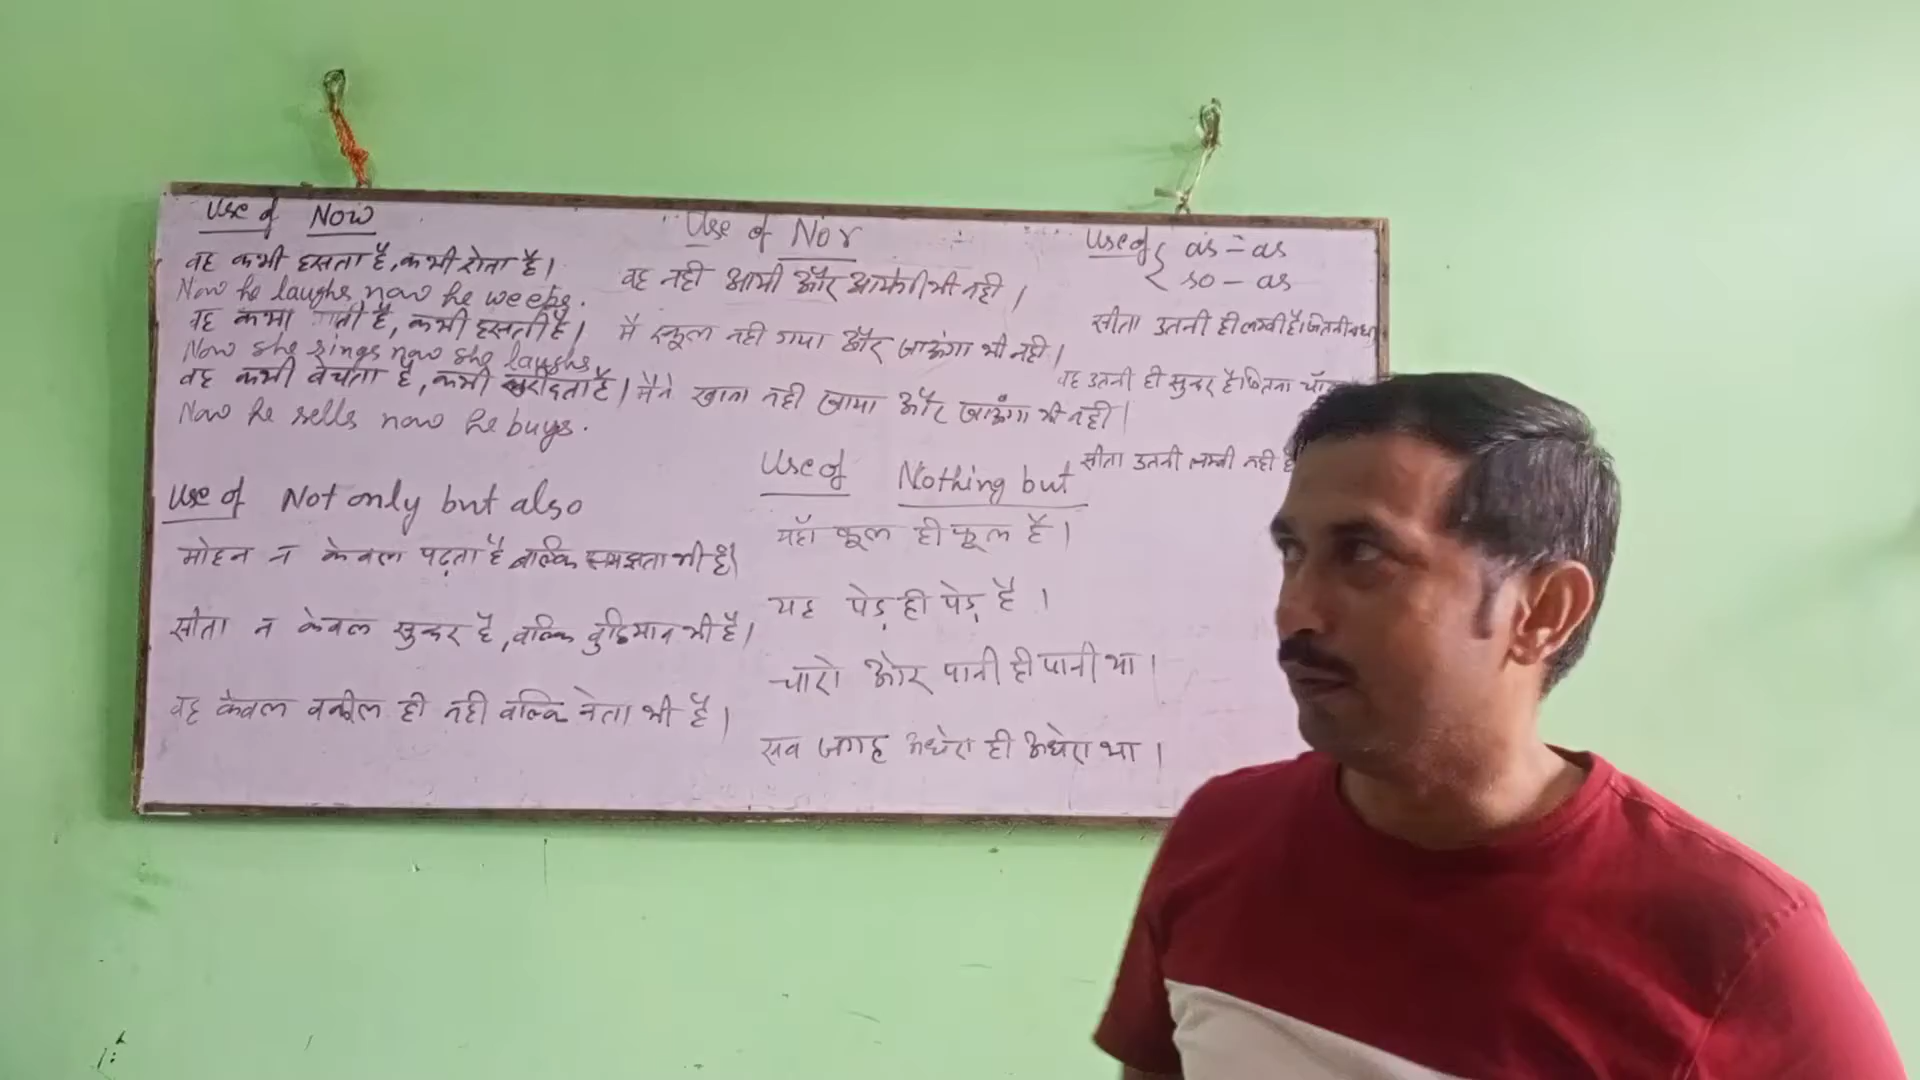 Use of Now
वह कभी हसता है, कभी रोता है।
Now he laughs now he weeps.
वह कभी गाती है, कभी हसती है।
Now she sings now she laughs
वह कभी बेचता है, कभी खरीदता है।
Now he sells now he buys.
Use of Not only but also
मोहन न केवल पढ़ता है बल्कि समझता भी है।
सीता न केवल सुन्दर है, बल्कि बुद्धिमान भी है।
वह केवल वकील ही नही बल्कि नेता भी है।
Use of Nor
वह नही आयी और आयेगी भी नही।
मै स्कूल नही गया और जाऊंगा भी नही।
मैने खाना नही खाया और खाऊंगा भी नही।
Use of Nothing but
यहाँ फूल ही फूल है।
यह पेड़ ही पेड़ है।
चारो ओर पानी ही पानी था।
सब जगह अधेरा ही अधेरा था।
Use of { as - as
so - as
सीता उतनी ही लम्बी है। जितनी
वह उतनी ही सुन्दर है। जितना
सीता उतनी लम्बी नही है